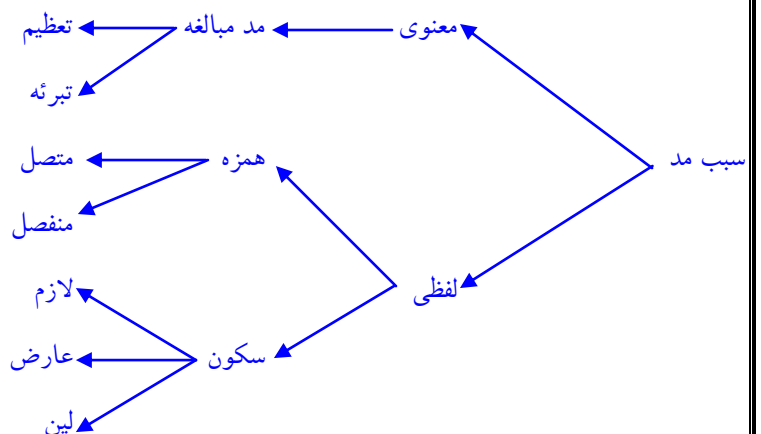 معنوی مد مبالغه تعظیم
تبرئه
سبب مد همزه متصل
منفصل
لفظی لازم
سکون عارض
لین